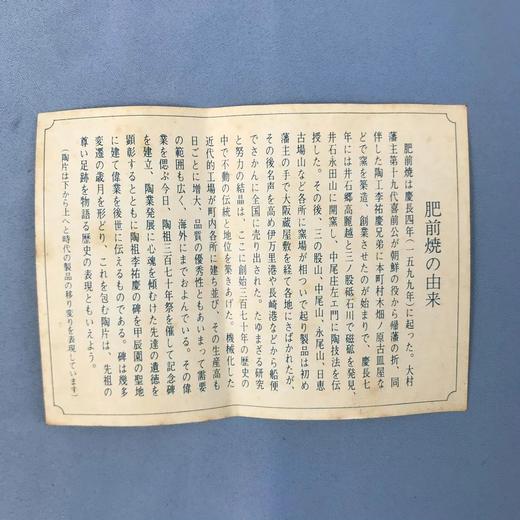 肥前焼の由来
肥前焼は慶長四年(一五九九年)に起った。大村
藩主第十九代喜前公が朝鮮の役から帰藩の折、同
伴した陶工李祐慶兄弟に本町村木畑ノ原古皿屋な
どで窯を築造、創業させたのが始まりで、慶長七
年には井石郷高麗越と三ノ股砥石川で磁砿を発見、
井石永田山に開窯し、中尾庄左エ門に陶技法を伝
授した。その後、三の股山、中尾山、永尾山、日恵
古場山など各所に窯場が相ついで起り製品は初め
藩主の手で大阪蔵屋敷を経て各地にさばかれたが、
その後名声を高め伊万里港や長崎港などから船便
でさかんに全国に売り出された。たゆまざる研究
と努力の結晶は、ここに創始三百七十年の歴史の
中で不動の伝統と地位を築きあげた。機械化した
近代的工場が町内各所に建ち並び、その生産高も
日ごとに増大、品質の優秀性ともあいまって需要
の範囲も広く、海外にまでおよんでいる。その偉
業を偲ぶ今日、陶祖三百七十年祭を催して記念碑
を建立、陶業発展に心魂を傾むけた先達の遺徳を
顕彰するとともに陶祖李祐慶の碑を甲辰園の聖地
に建て偉業を後世に伝えるものである。碑は幾多
変遷の歳月を形どり、これを包む陶片は、先祖の
尊い足跡を物語る歴史の表現ともいえよう。
(陶片は下から上へと時代の製品の移り変りを表現しています)